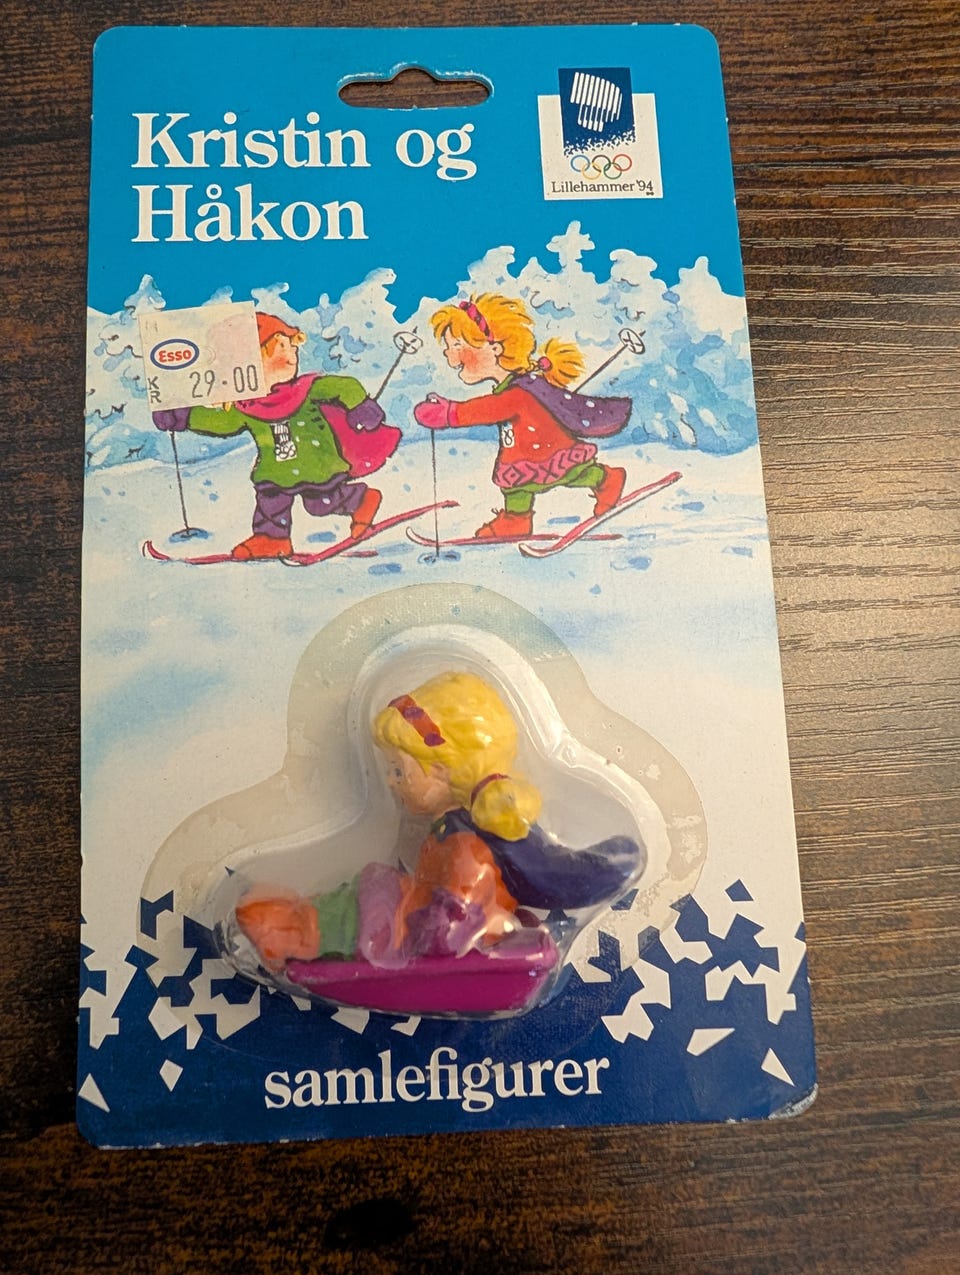 Kristin og
Håkon
Lillehammer '94
Esso
KR 29·00
samlefigurer